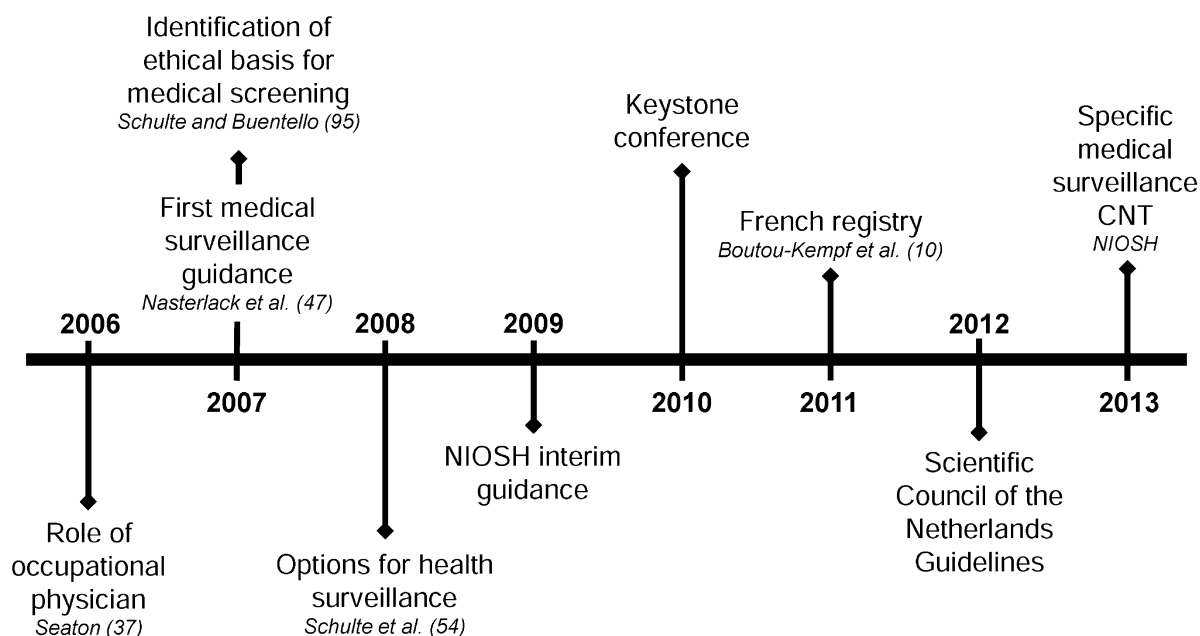 Identification of
ethical basis for
medical screening
Schulte and Buentello (95)
First medical
surveillance
guidance
Nasterlack et al. (47)
Keystone
conference
French registry
Boutou-Kempf et al. (10)
Specific
medical
surveillance
CNT
NIOSH
2006
2008
2009
2012
2007
2010
2011
2013
Role of
occupational
physician
Seaton (37)
Options for health
surveillance
Schulte et al. (54)
NIOSH interim
guidance
Scientific
Council of the
Netherlands
Guidelines